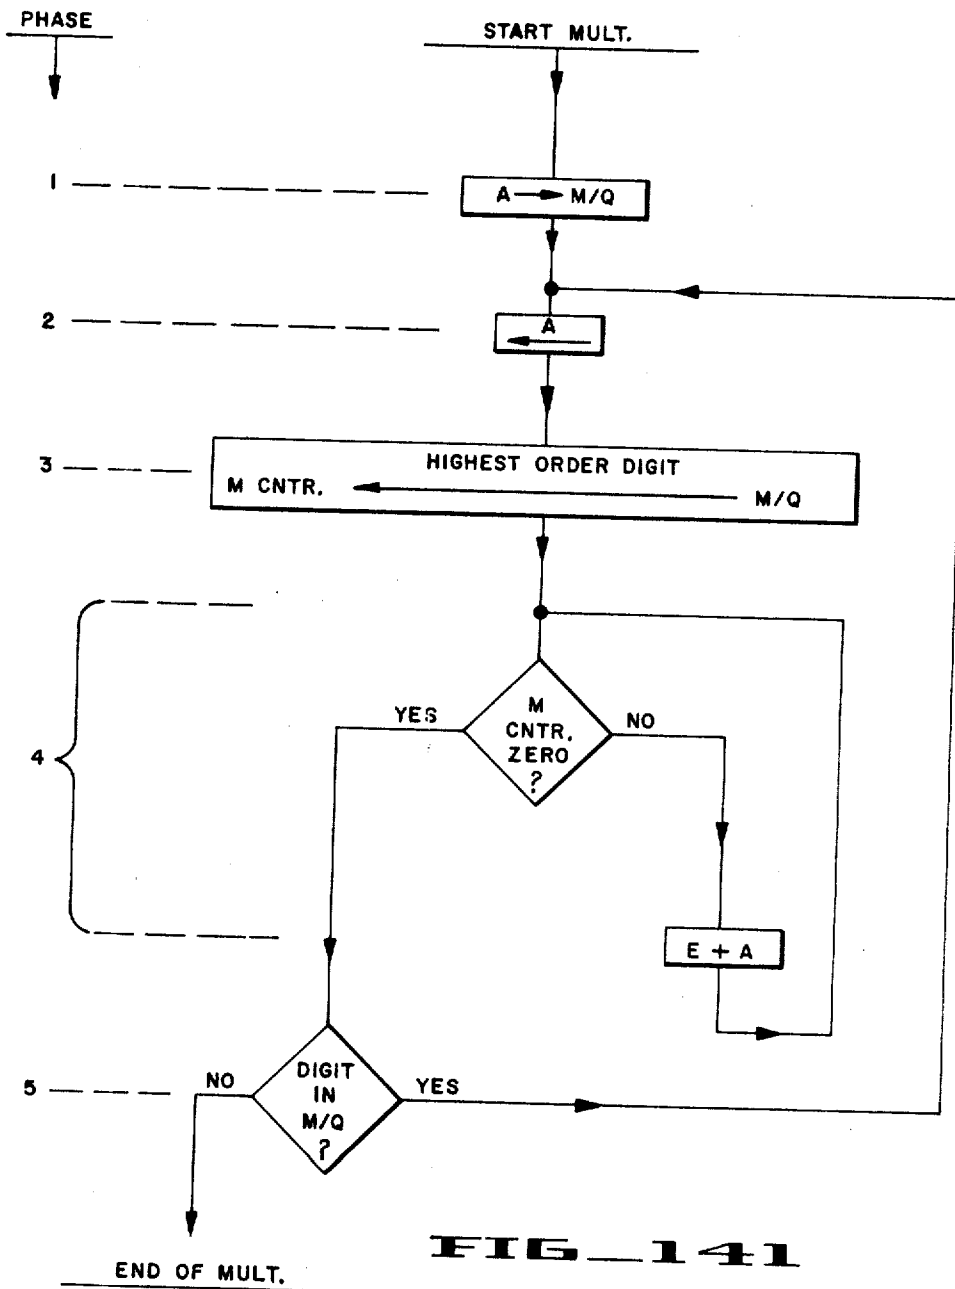 PHASE
START MULT.
1
A → M/Q
2
A
3
HIGHEST ORDER DIGIT
M CNTR. M/Q
4
YES
M
CNTR.
ZERO
?
NO
E + A
5
NO
DIGIT
IN
M/Q
?
YES
END OF MULT.
FIG_141